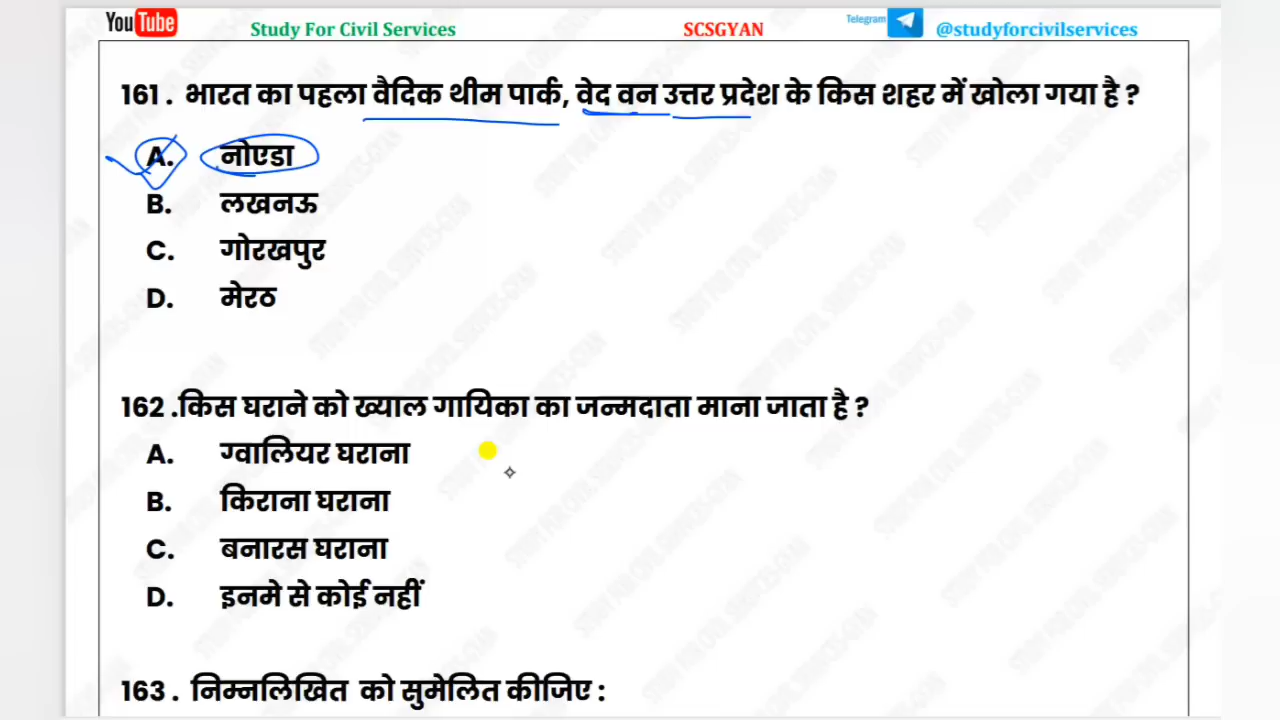 YouTube
Study For Civil Services
SCSGYAN
Telegram
@studyforcivilservices
161 . भारत का पहला वैदिक थीम पार्क, वेद वन उत्तर प्रदेश के किस शहर में खोला गया है ?
A. नोएडा
B. लखनऊ
C. गोरखपुर
D. मेरठ
162 .किस घराने को ख्याल गायिका का जन्मदाता माना जाता है ?
A. ग्वालियर घराना
B. किराना घराना
C. बनारस घराना
D. इनमे से कोई नहीं
163 . निम्नलिखित को सुमेलित कीजिए :